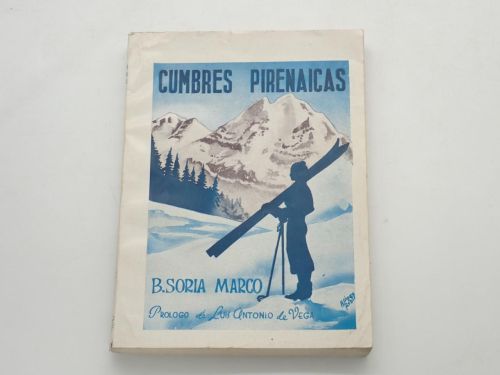 CUMBRES PIRENAICAS
B. SORIA MARCO
PROLOGO de LUIS ANTONIO de VEGA